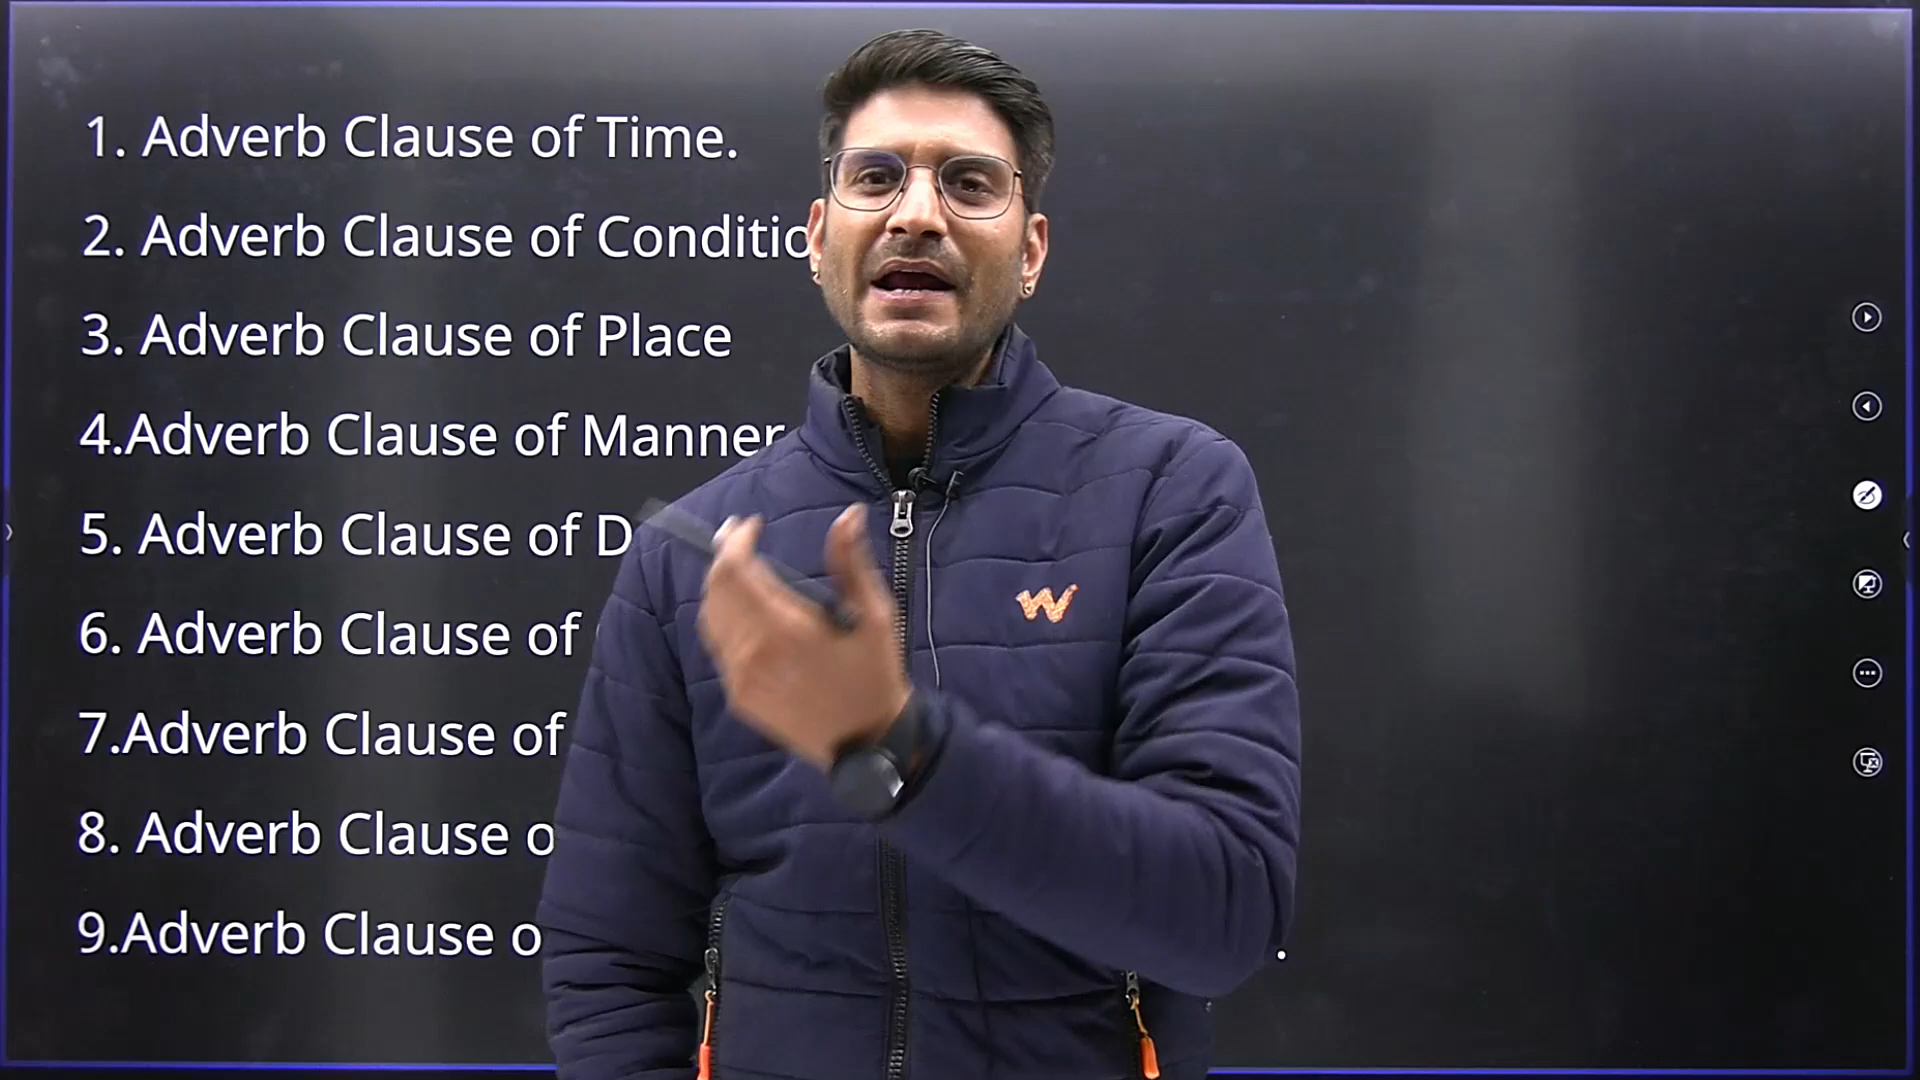 1. Adverb Clause of Time.
2. Adverb Clause of
3. Adverb Clause of Place
4.Adverb Clause of Manner
5. Adverb Clause of
6. Adverb Clause of
7.Adverb Clause of
8. Adverb Clause
9.Adverb Clause
W